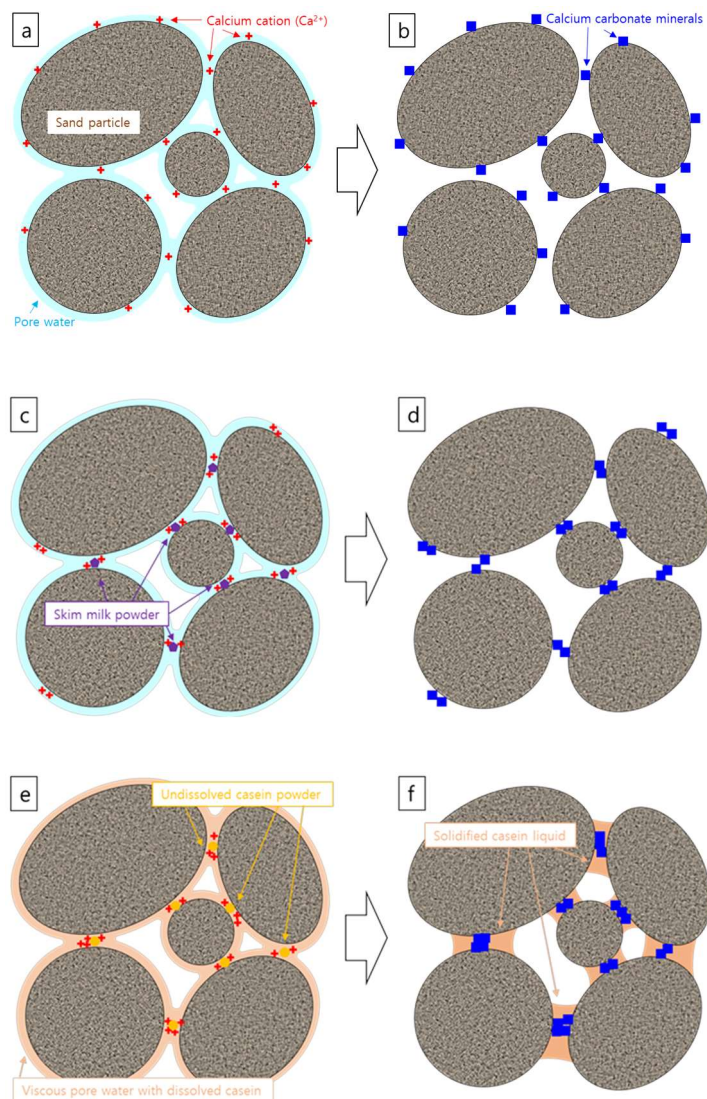 a
Calcium cation (Ca²⁺)
Sand particle
Pore water
b
Calcium carbonate minerals
c
Skim milk powder
d
e
Undissolved casein powder
Viscous pore water with dissolved casein
f
Solidified casein liquid